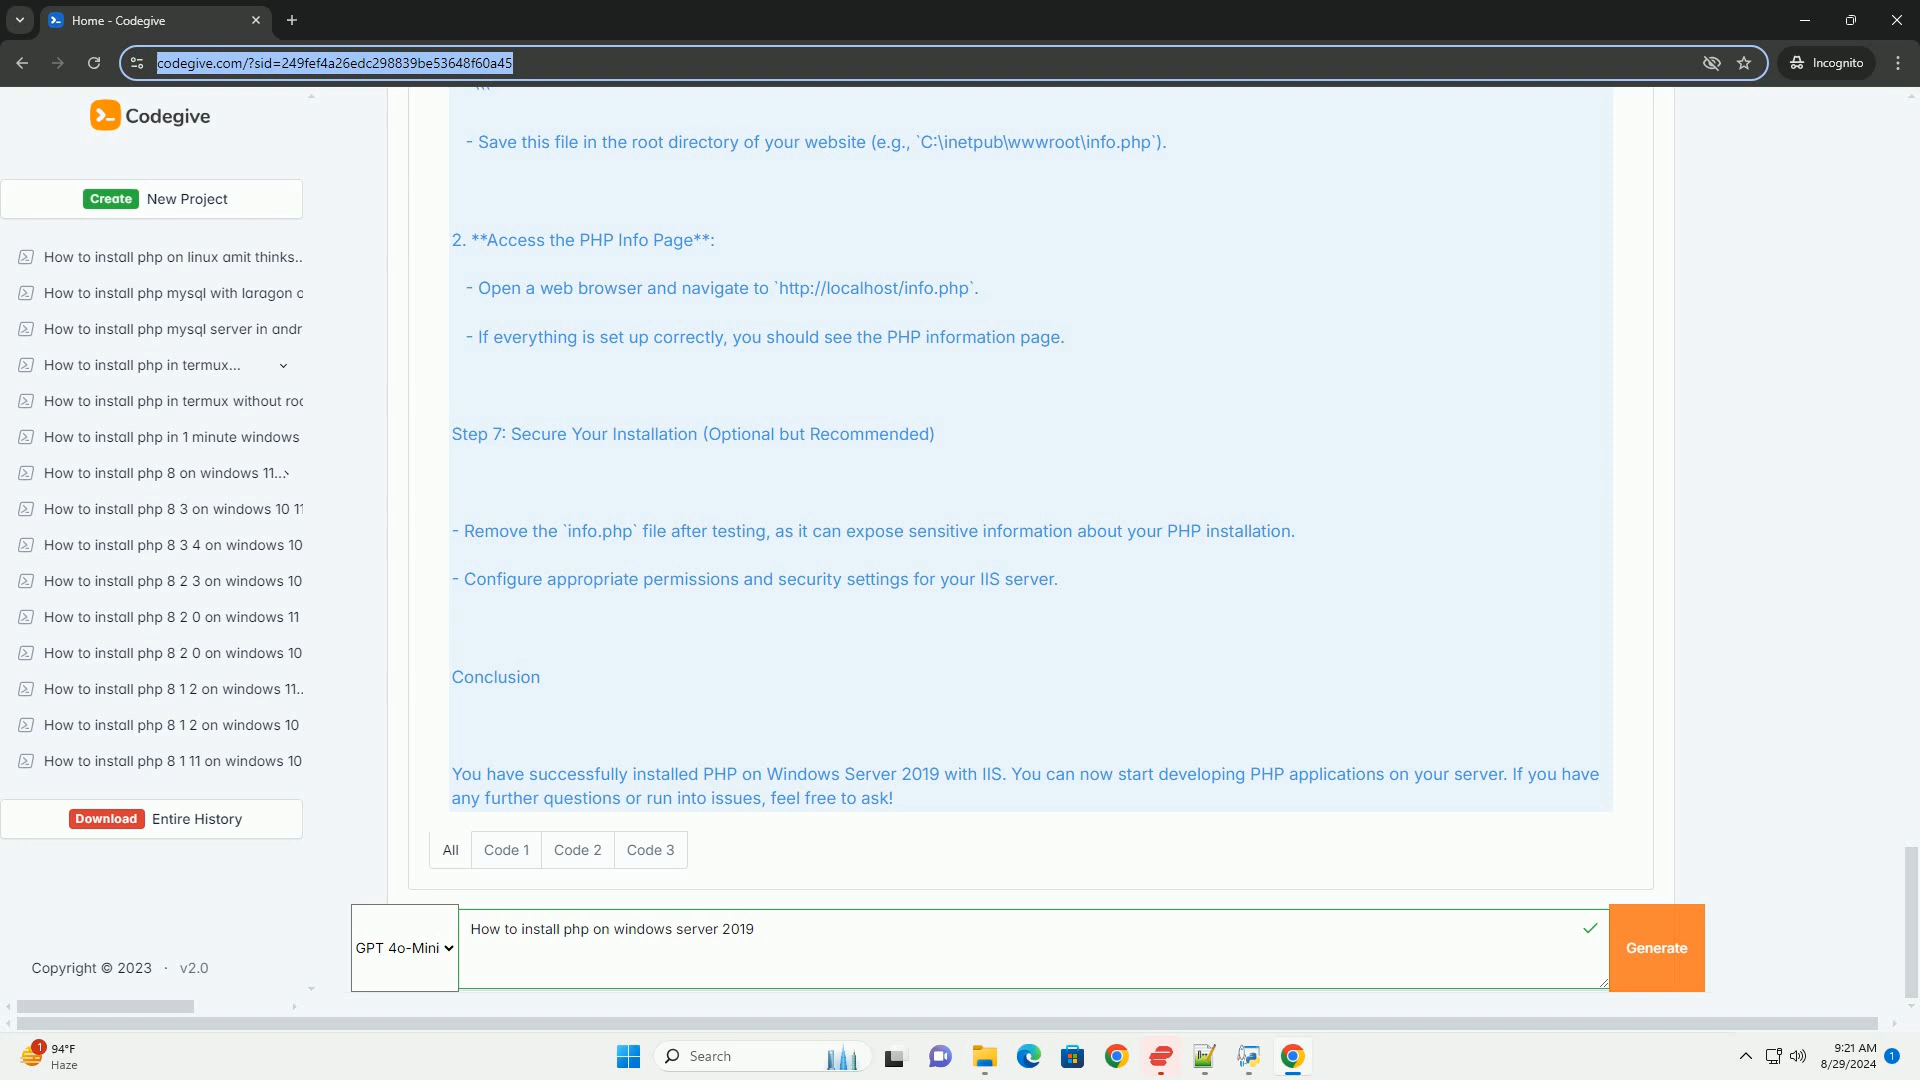 Home - Codegive
codegive.com/?sid=249fef4a26edc298839be53648f60a45
Incognito
Codegive
Create New Project
How to install php on linux amit thinks..
How to install php mysql with laragon o
How to install php mysql server in andr
How to install php in termux...
How to install php in termux without roo
How to install php in 1 minute windows
How to install php 8 on windows 11...
How to install php 8 3 on windows 10 11
How to install php 8 3 4 on windows 10
How to install php 8 2 3 on windows 10
How to install php 8 2 0 on windows 11
How to install php 8 2 0 on windows 10
How to install php 8 1 2 on windows 11..
How to install php 8 1 2 on windows 10
How to install php 8 1 11 on windows 10
Download Entire History
Copyright © 2023 · v2.0
- Save this file in the root directory of your website (e.g., `C:\inetpub\wwwroot\info.php`).
2. **Access the PHP Info Page**:
- Open a web browser and navigate to `http://localhost/info.php`.
- If everything is set up correctly, you should see the PHP information page.
Step 7: Secure Your Installation (Optional but Recommended)
- Remove the `info.php` file after testing, as it can expose sensitive information about your PHP installation.
- Configure appropriate permissions and security settings for your IIS server.
Conclusion
You have successfully installed PHP on Windows Server 2019 with IIS. You can now start developing PHP applications on your server. If you have
any further questions or run into issues, feel free to ask!
All Code 1 Code 2 Code 3
GPT 4o-Mini
How to install php on windows server 2019
Generate
1
94°F
Haze
Search
9:21 AM
8/29/2024
1